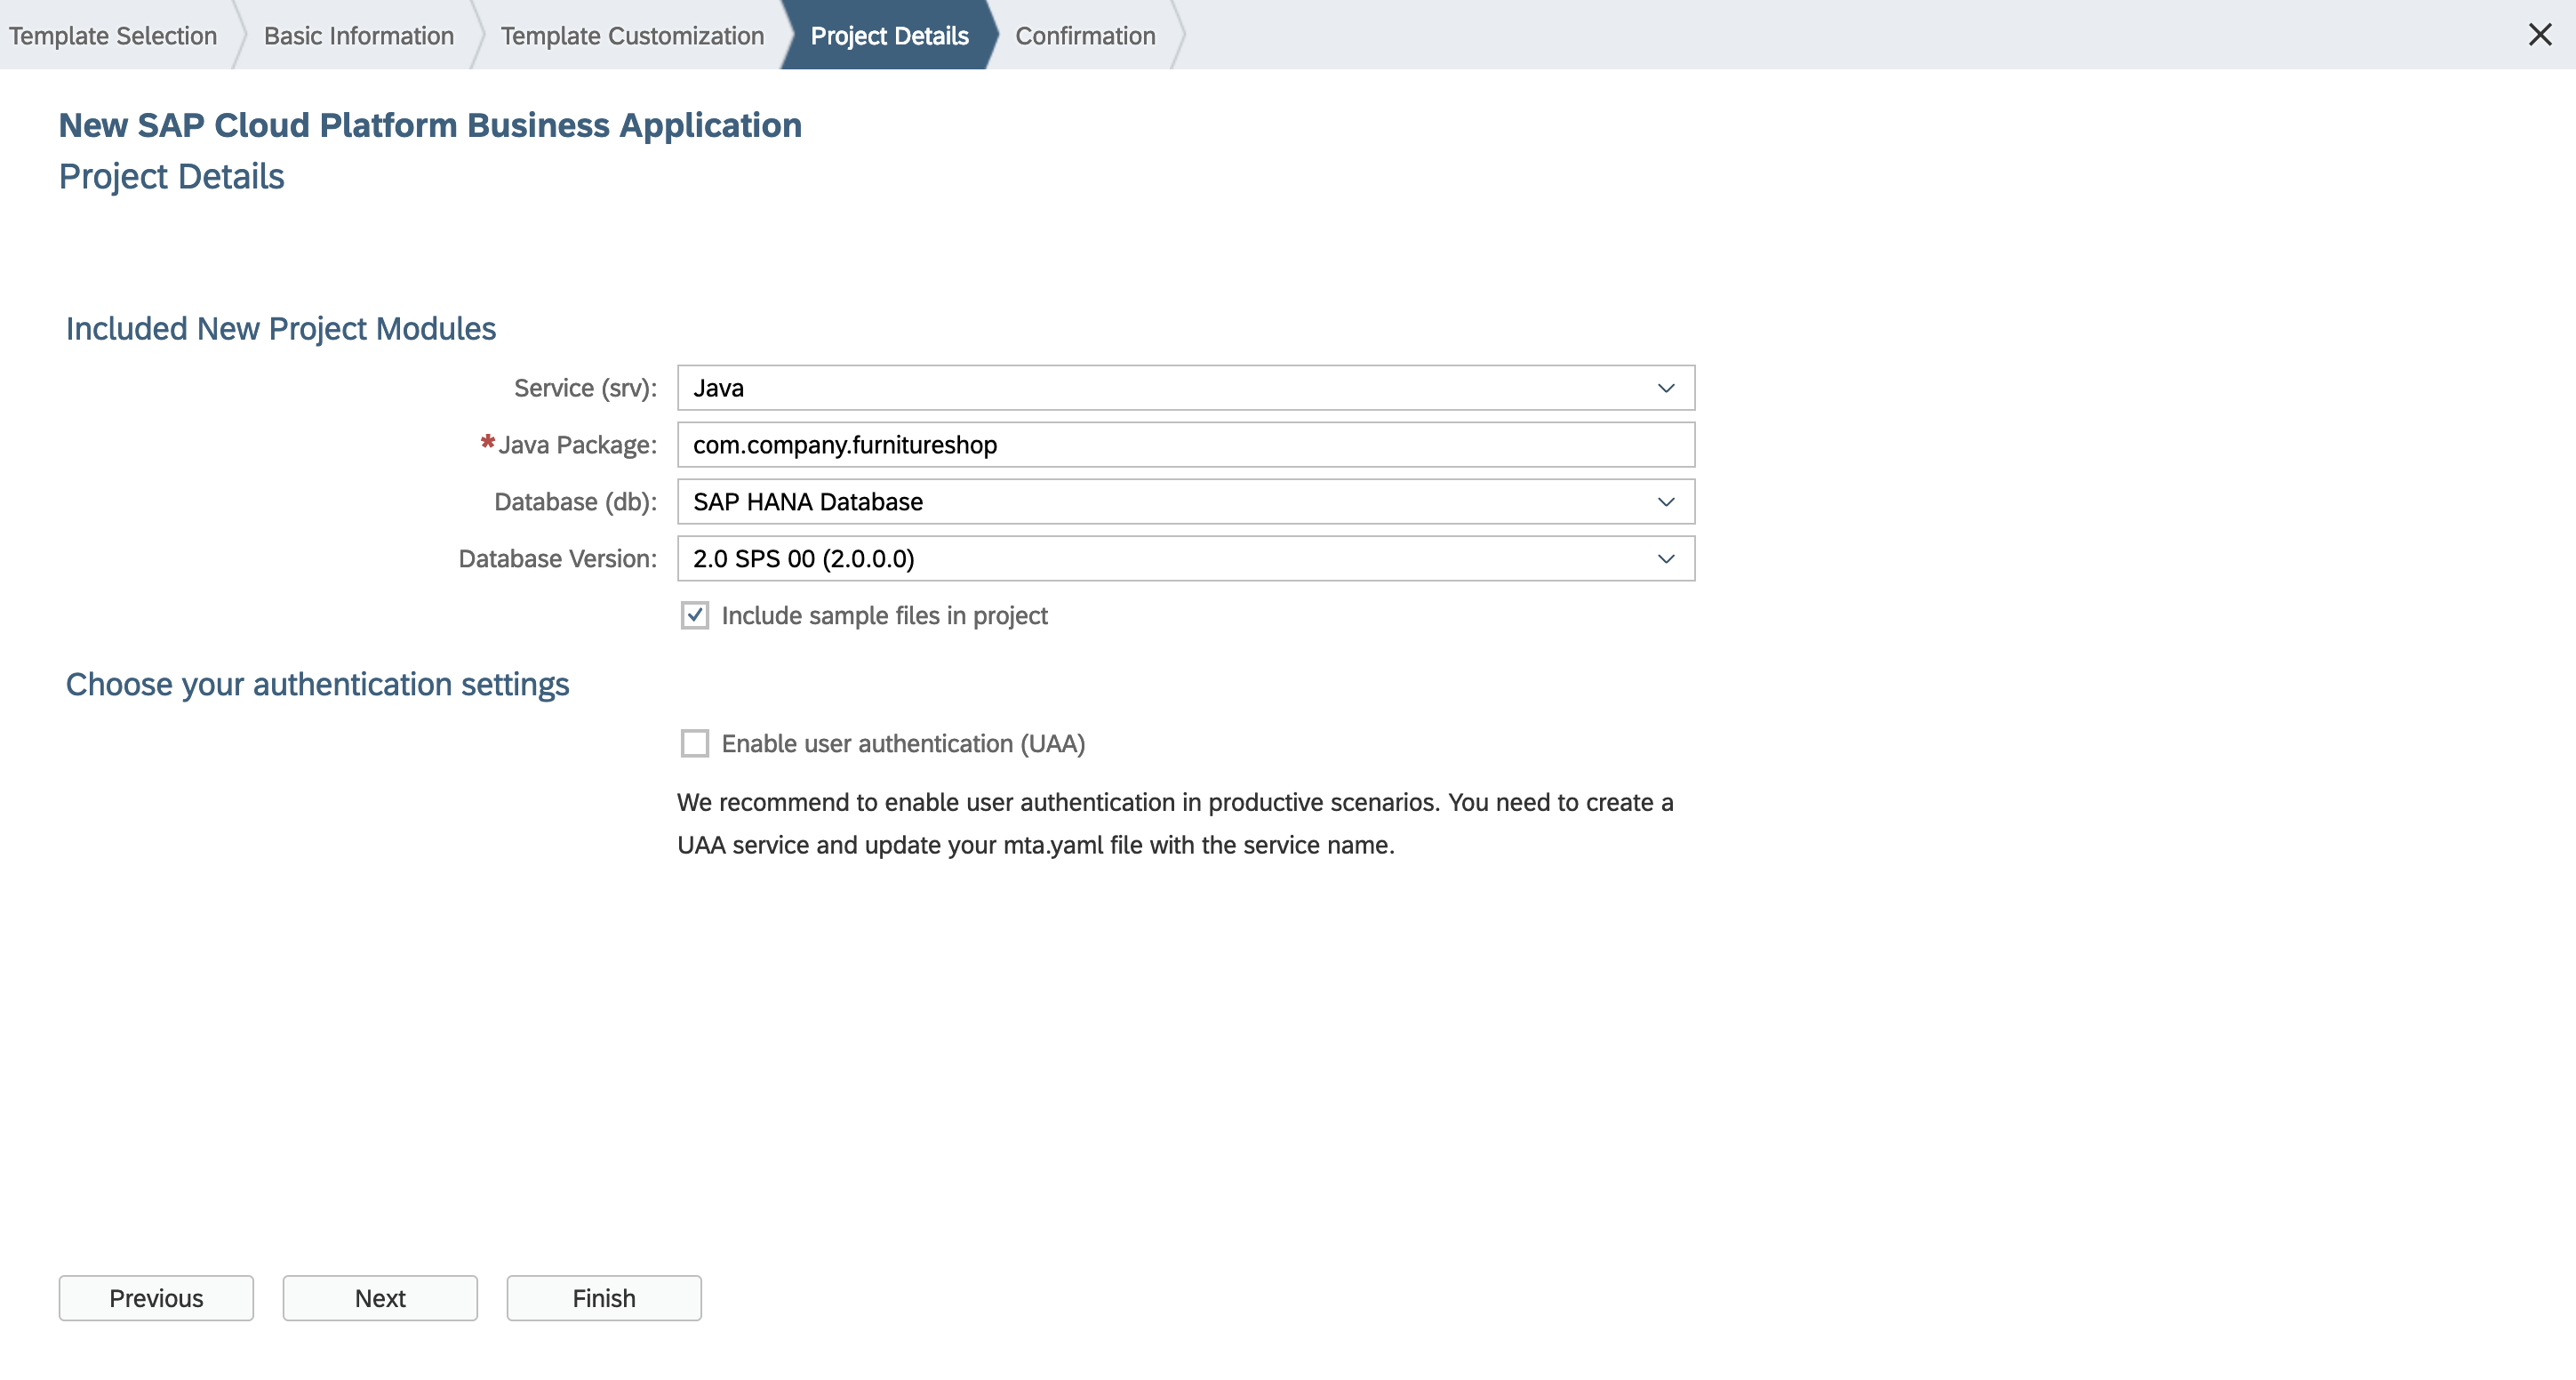 Template Selection
Basic Information
Template Customization
Project Details
Confirmation
New SAP Cloud Platform Business Application
Project Details
Included New Project Modules
Service (srv): Java
* Java Package: com.company.furnitureshop
Database (db): SAP HANA Database
Database Version: 2.0 SPS 00 (2.0.0.0)
Include sample files in project
Choose your authentication settings
Enable user authentication (UAA)
We recommend to enable user authentication in productive scenarios. You need to create a
UAA service and update your mta.yaml file with the service name.
Previous
Next
Finish